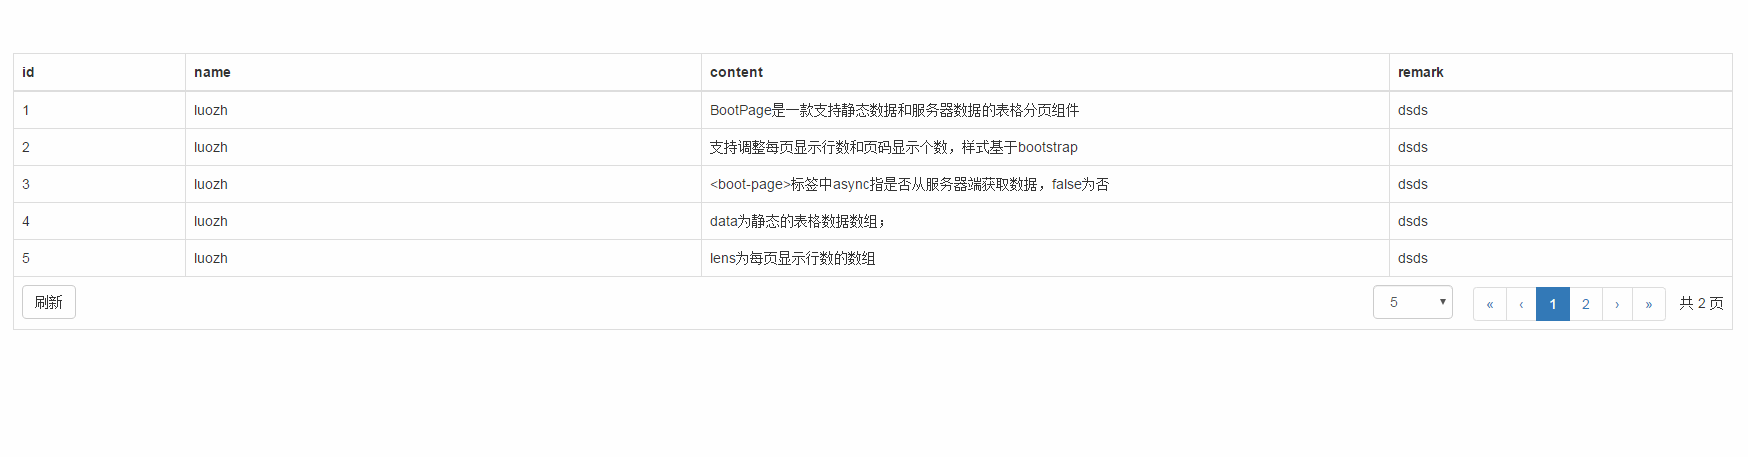 id name content remark
1 luozh BootPage是一款支持静态数据和服务器数据的表格分页组件 dsds
2 luozh 支持调整每页显示行数和页码显示个数，样式基于bootstrap dsds
3 luozh <boot-page>标签中async指是否从服务器端获取数据，false为否 dsds
4 luozh data为静态的表格数据数组； dsds
5 luozh lens为每页显示行数的数组 dsds
刷新 5 « ‹ 1 2 › » 共 2 页